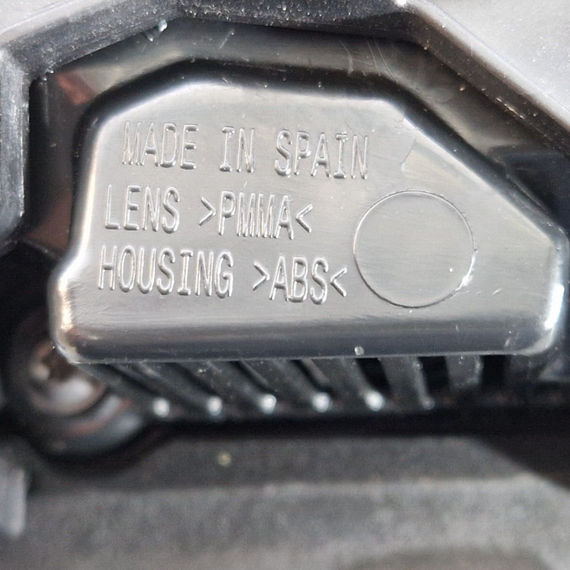 MADE IN SPAIN
LENS >PMMA<
HOUSING >ABS<